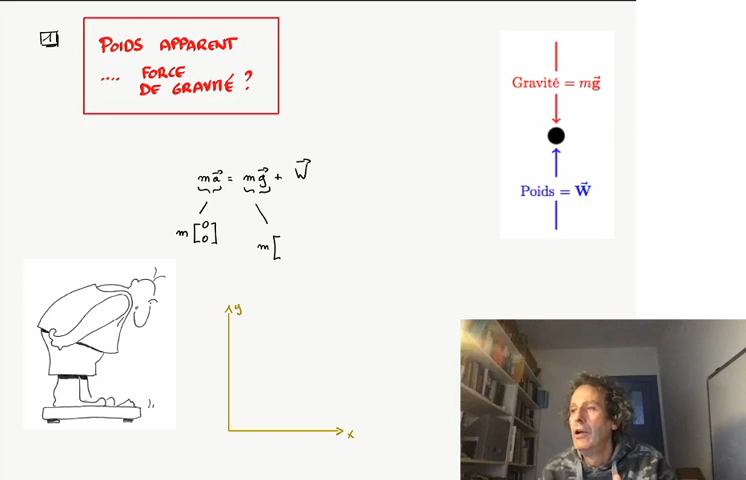 1
POIDS APPARENT
.... FORCE
DE GRAVITÉ ?
Gravité = mg⃗
ma⃗ = mg⃗ + W⃗
Poids = W⃗
m [0 0]
m [
y
x